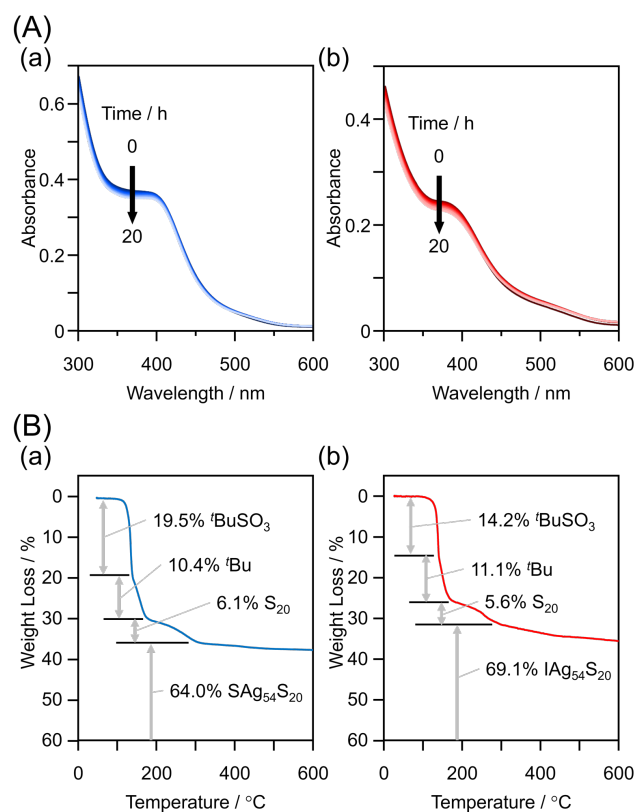 (A)
(a)
Time / h
0
20
0.6
0.4
0.2
0
Absorbance
300 400 500 600
Wavelength / nm
(b)
Time / h
0
20
0.4
0.2
0
Absorbance
300 400 500 600
Wavelength / nm
(B)
(a)
0
10
20
30
40
50
60
Weight Loss / %
19.5% ᵗBuSO₃
10.4% ᵗBu
6.1% S₂₀
64.0% SAg₅₄S₂₀
0 200 400 600
Temperature / °C
(b)
0
10
20
30
40
50
60
Weight Loss / %
14.2% ᵗBuSO₃
11.1% ᵗBu
5.6% S₂₀
69.1% IAg₅₄S₂₀
0 200 400 600
Temperature / °C